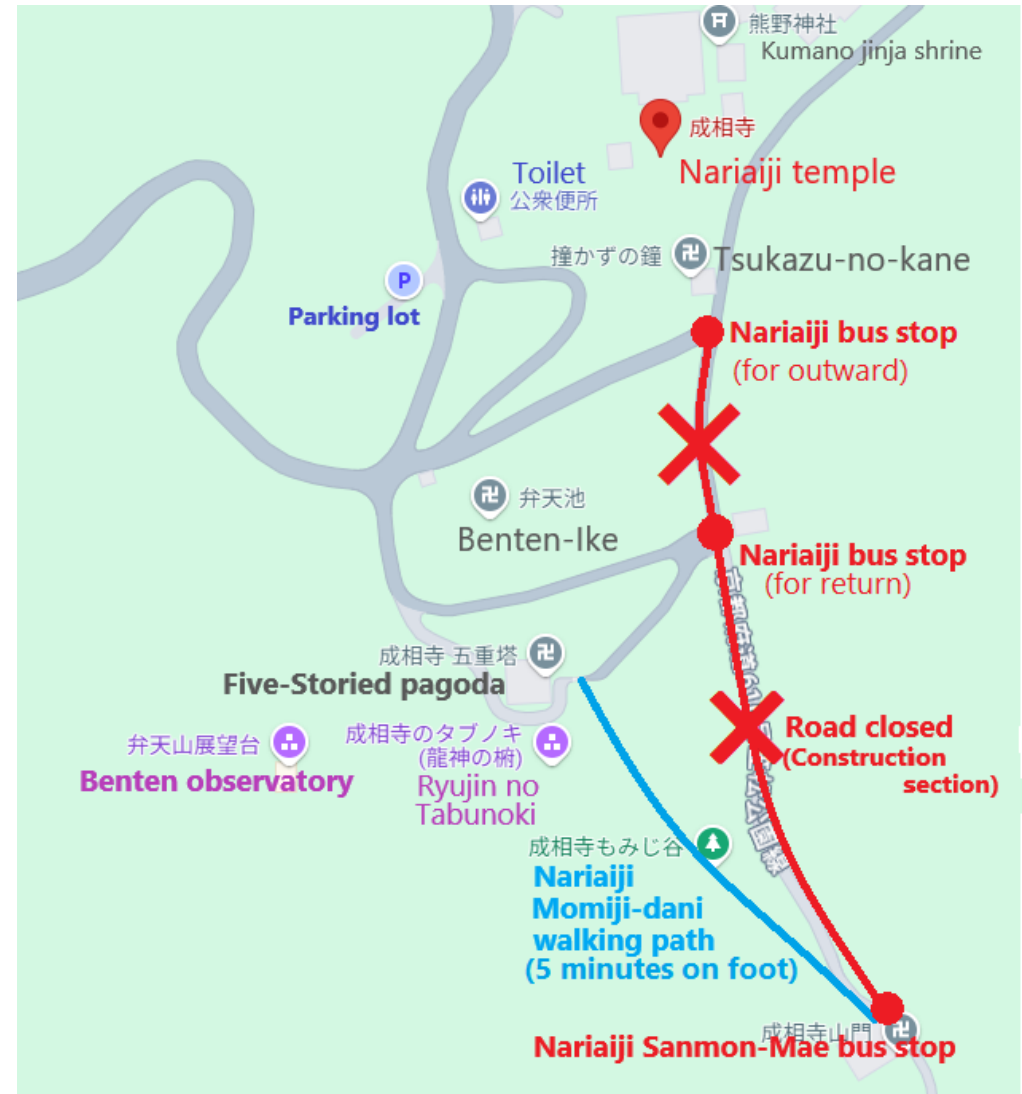 熊野神社
Kumano jinja shrine
成相寺
Nariaiji temple
Toilet
公衆便所
撞かずの鐘
Tsukazu-no-kane
P
Parking lot
Nariaiji bus stop
(for outward)
弁天池
Benten-Ike
Nariaiji bus stop
(for return)
成相寺 五重塔
Five-Storied pagoda
弁天山展望台
Benten observatory
成相寺のタブノキ
(龍神の椨)
Ryujin no
Tabunoki
Road closed
(Construction
section)
成相寺もみじ谷
Nariaiji
Momiji-dani
walking path
(5 minutes on foot)
成相寺山門
Nariaiji Sanmon-Mae bus stop